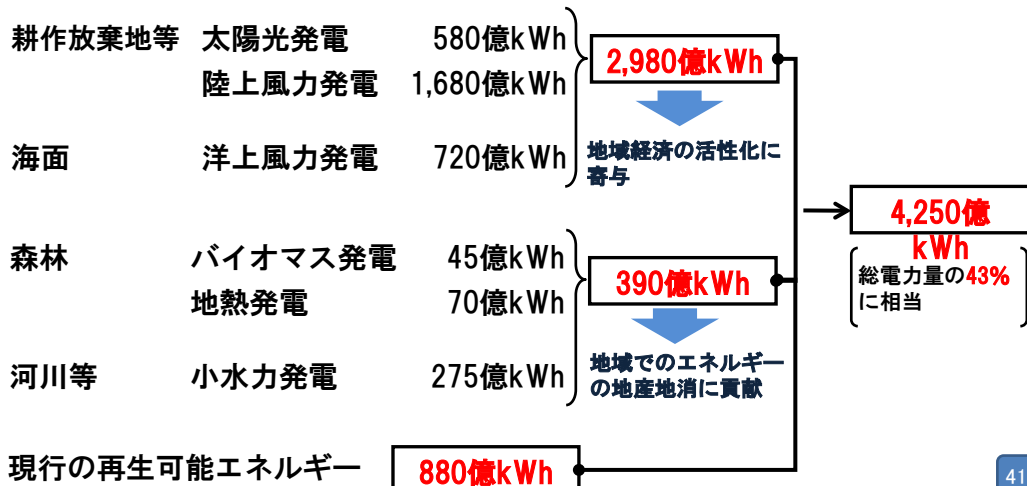 耕作放棄地等 太陽光発電 580億kWh
2,980億kWh
陸上風力発電 1,680億kWh
地域経済の活性化に
寄与
海面 洋上風力発電 720億kWh
4,250億
kWh
総電力量の43%
に相当
森林 バイオマス発電 45億kWh
390億kWh
地熱発電 70億kWh
地域でのエネルギー
の地産地消に貢献
河川等 小水力発電 275億kWh
現行の再生可能エネルギー 880億kWh
41